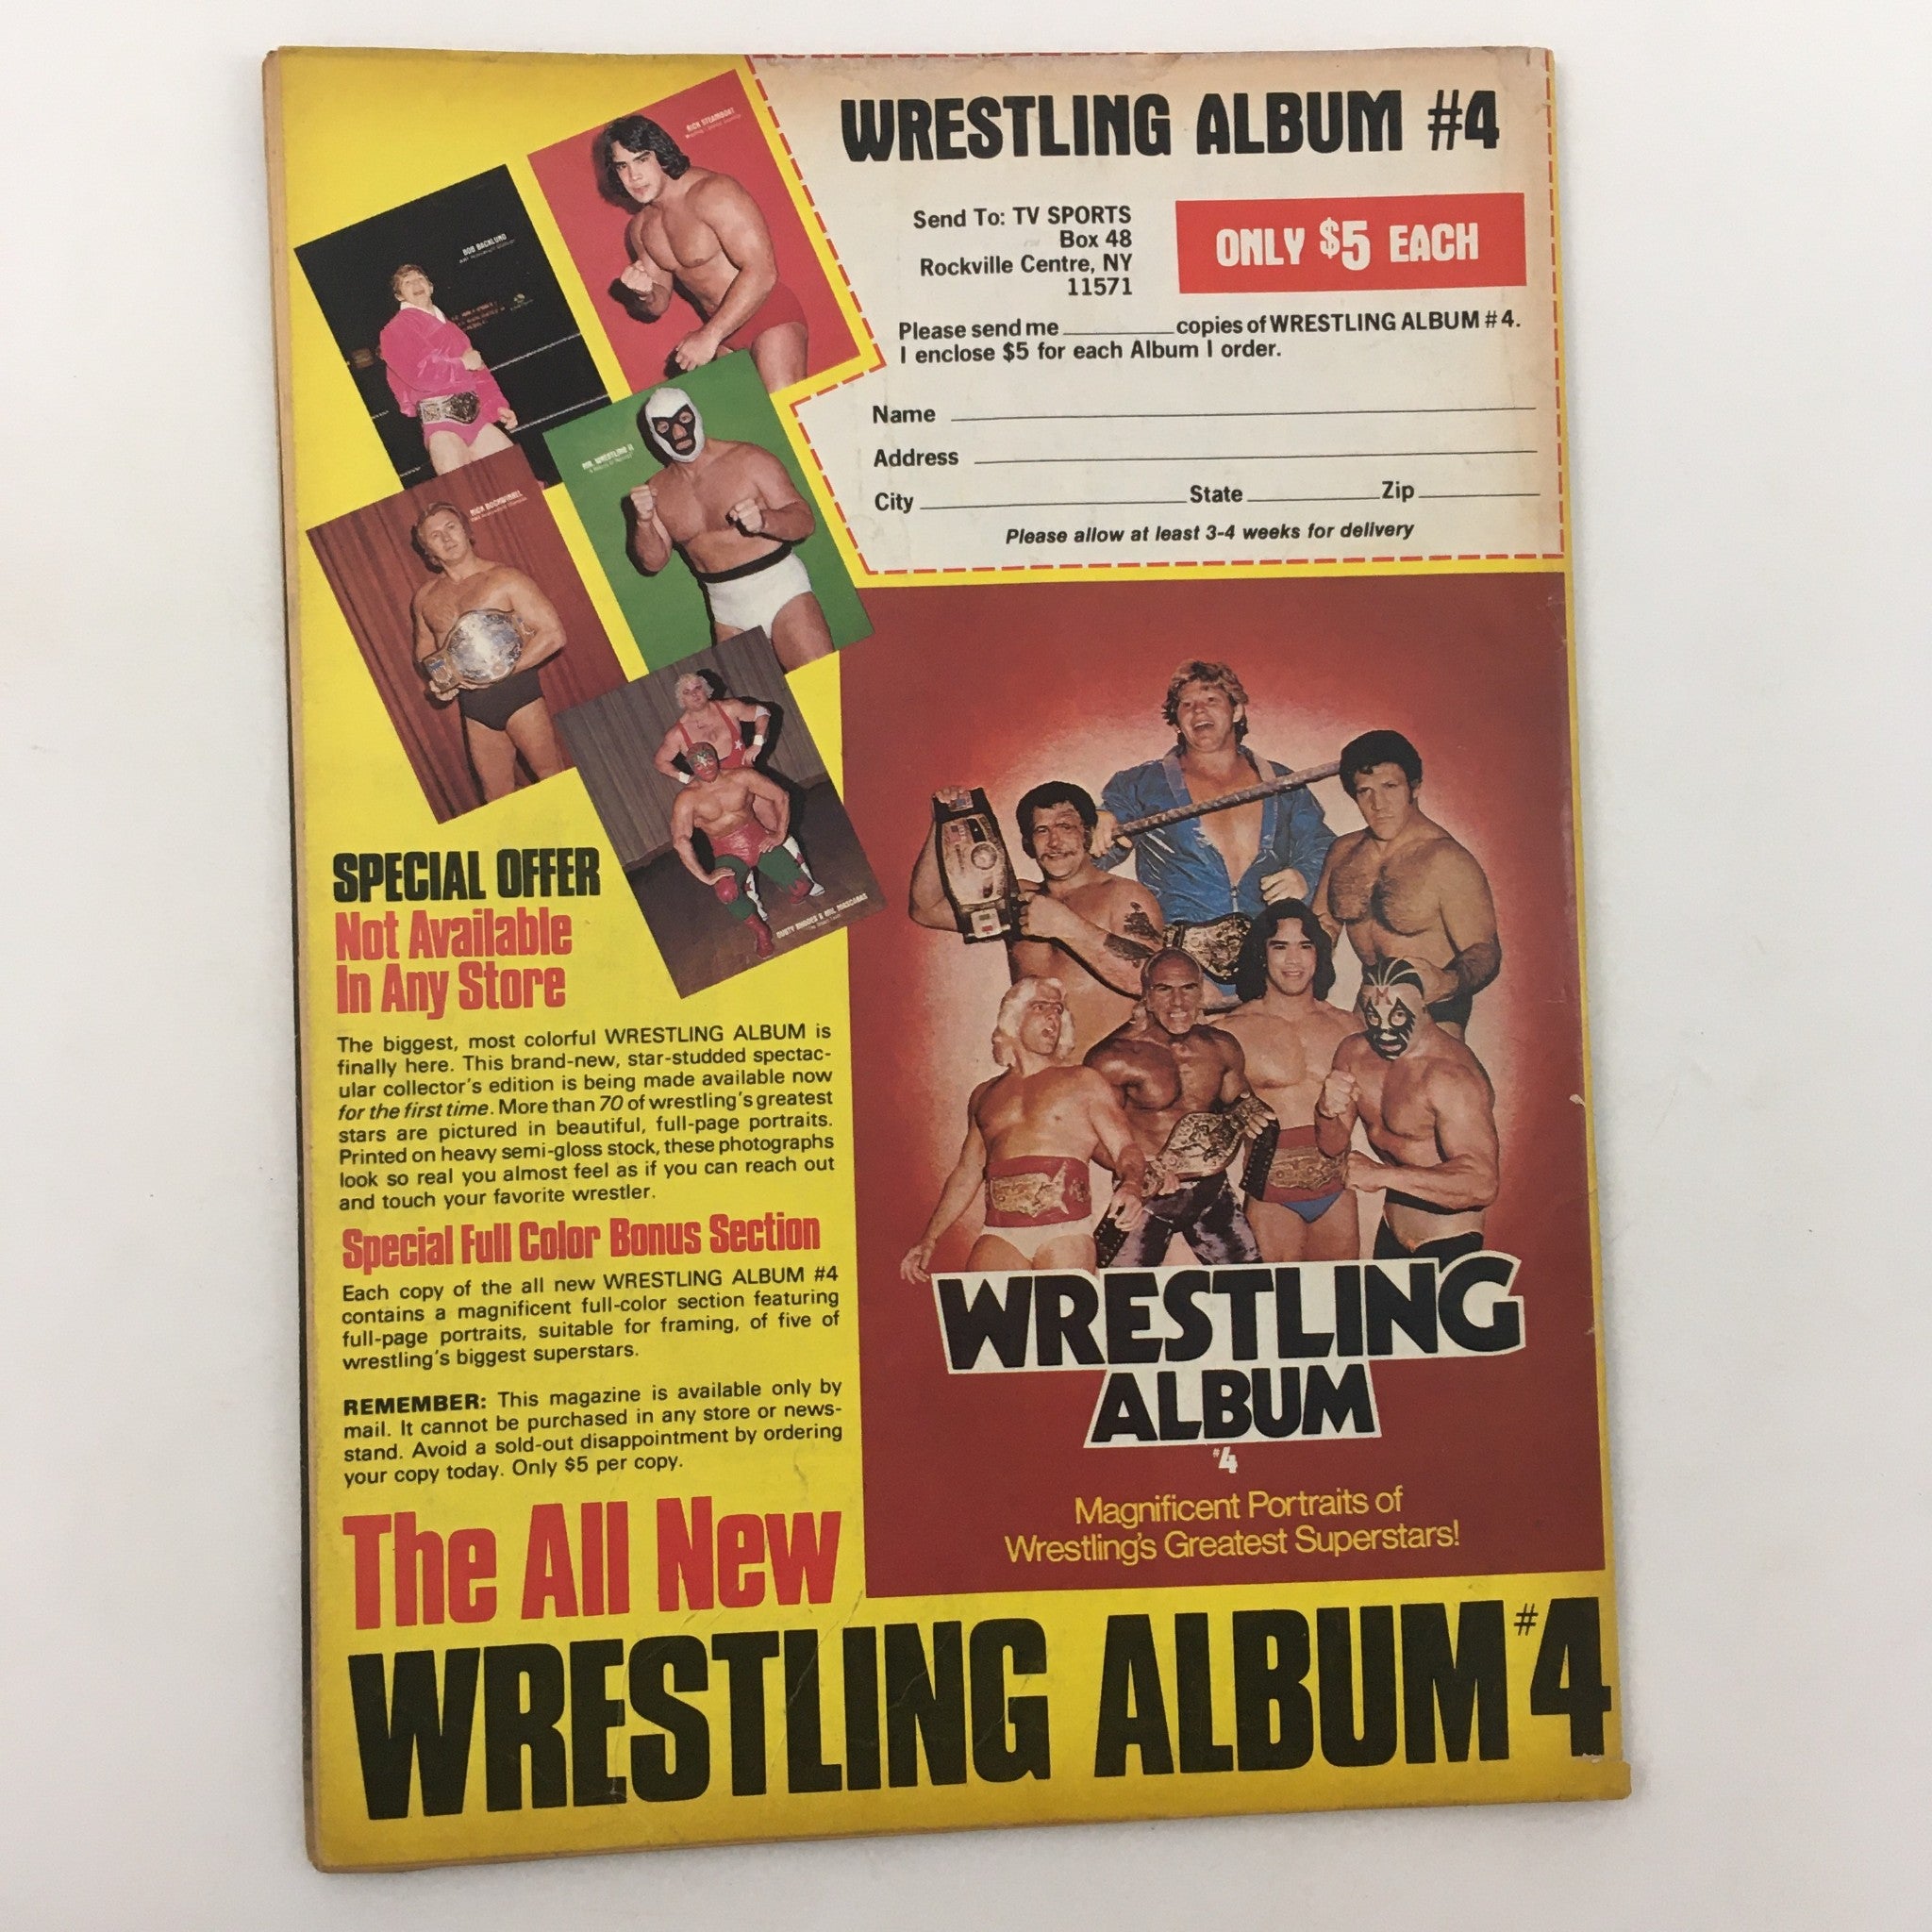 WRESTLING ALBUM #4
Send To: TV SPORTS
Box 48
Rockville Centre, NY
11571
ONLY $5 EACH
Please send me ________ copies of WRESTLING ALBUM #4.
I enclose $5 for each Album I order.
Name
Address
City State Zip
Please allow at least 3-4 weeks for delivery
RICK STEAMBOAT
BOB BACKLUND
MR. WRESTLING II
NICK BOCKWINKEL
DUSTY RHODES & MIL MASCARAS
SPECIAL OFFER
Not Available
In Any Store
The biggest, most colorful WRESTLING ALBUM is
finally here. This brand-new, star-studded spectac-
ular collector's edition is being made available now
for the first time. More than 70 of wrestling's greatest
stars are pictured in beautiful, full-page portraits.
Printed on heavy semi-gloss stock, these photographs
look so real you almost feel as if you can reach out
and touch your favorite wrestler.
Special Full Color Bonus Section
Each copy of the all new WRESTLING ALBUM #4
contains a magnificent full-color section featuring
full-page portraits, suitable for framing, of five of
wrestling's biggest superstars.
REMEMBER: This magazine is available only by
mail. It cannot be purchased in any store or news-
stand. Avoid a sold-out disappointment by ordering
your copy today. Only $5 per copy.
M
WRESTLING
ALBUM
#4
Magnificent Portraits of
Wrestling's Greatest Superstars!
The All New
WRESTLING ALBUM #4